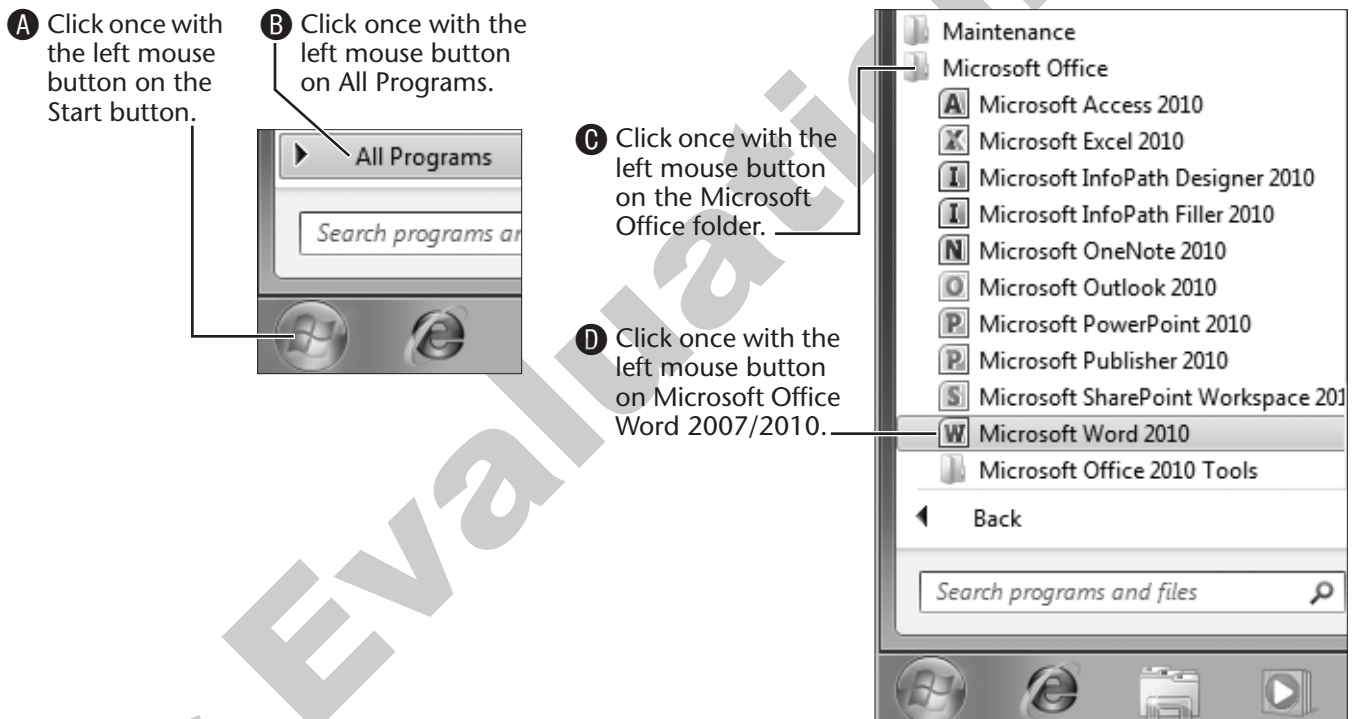 A Click once with
the left mouse
button on the
Start button.
B Click once with the
left mouse button
on All Programs.
All Programs
Search programs ar
C Click once with the
left mouse button
on the Microsoft
Office folder.
D Click once with the
left mouse button
on Microsoft Office
Word 2007/2010.
Maintenance
Microsoft Office
A Microsoft Access 2010
X Microsoft Excel 2010
I Microsoft InfoPath Designer 2010
I Microsoft InfoPath Filler 2010
N Microsoft OneNote 2010
O Microsoft Outlook 2010
P Microsoft PowerPoint 2010
P Microsoft Publisher 2010
S Microsoft SharePoint Workspace 201
W Microsoft Word 2010
Microsoft Office 2010 Tools
Back
Search programs and files
Evaluatio